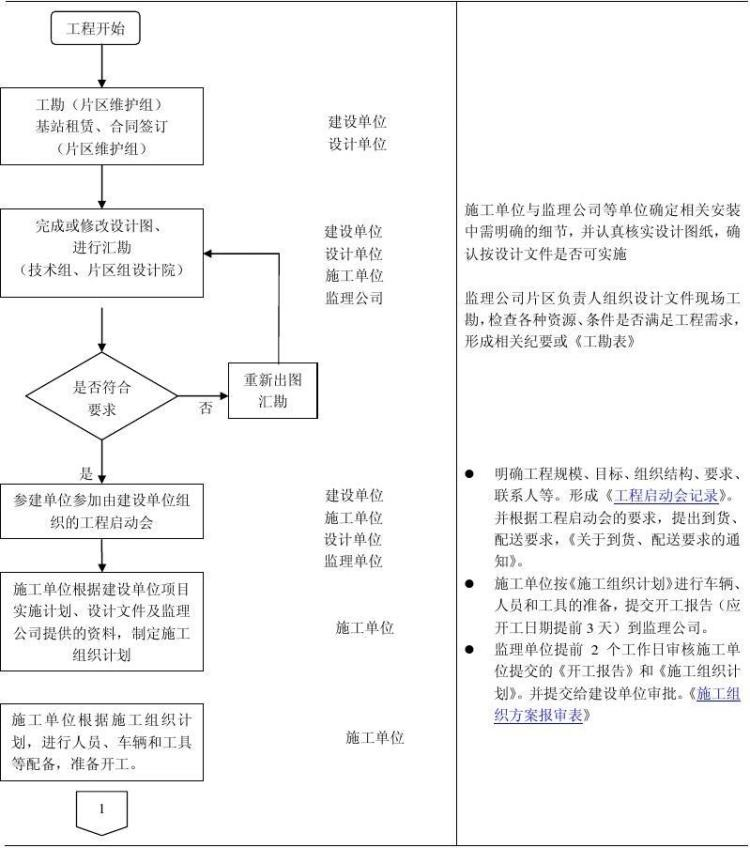 工程开始
工勘（片区维护组）
基站租赁、合同签订
（片区维护组）
建设单位
设计单位
完成或修改设计图、
进行汇勘
（技术组、片区组设计院）
建设单位
设计单位
施工单位
监理公司
施工单位与监理公司等单位确定相关安装
中需明确的细节，并认真核实设计图纸，确
认按设计文件是否可实施
监理公司片区负责人组织设计文件现场工
勘，检查各种资源、条件是否满足工程需求，
形成相关纪要或《工勘表》
是否符合
要求
否
重新出图
汇勘
是
参建单位参加由建设单位组
织的工程启动会
建设单位
施工单位
设计单位
监理单位
● 明确工程规模、目标、组织结构、要求、
联系人等。形成《工程启动会记录》。
并根据工程启动会的要求，提出到货、
配送要求，《关于到货、配送要求的通
知》。
● 施工单位按《施工组织计划》进行车辆、
人员和工具的准备，提交开工报告（应
开工日期提前 3 天）到监理公司。
● 监理单位提前 2 个工作日审核施工单
位提交的《开工报告》和《施工组织计
划》。并提交给建设单位审批。《施工组
织方案报审表》
施工单位根据建设单位项目
实施计划、设计文件及监理
公司提供的资料，制定施工
组织计划
施工单位
施工单位根据施工组织计
划，进行人员、车辆和工具
等配备，准备开工。
施工单位
1